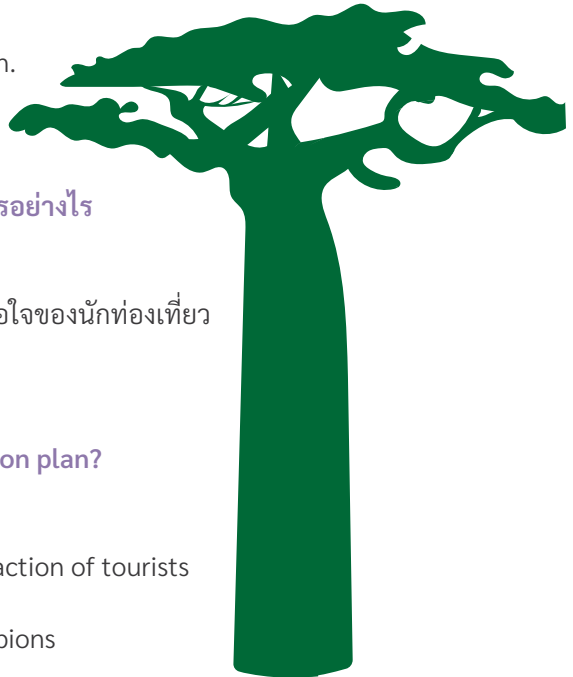 n.
รอย่างไร
อใจของนักท่องเที่ยว
on plan?
action of tourists
pions